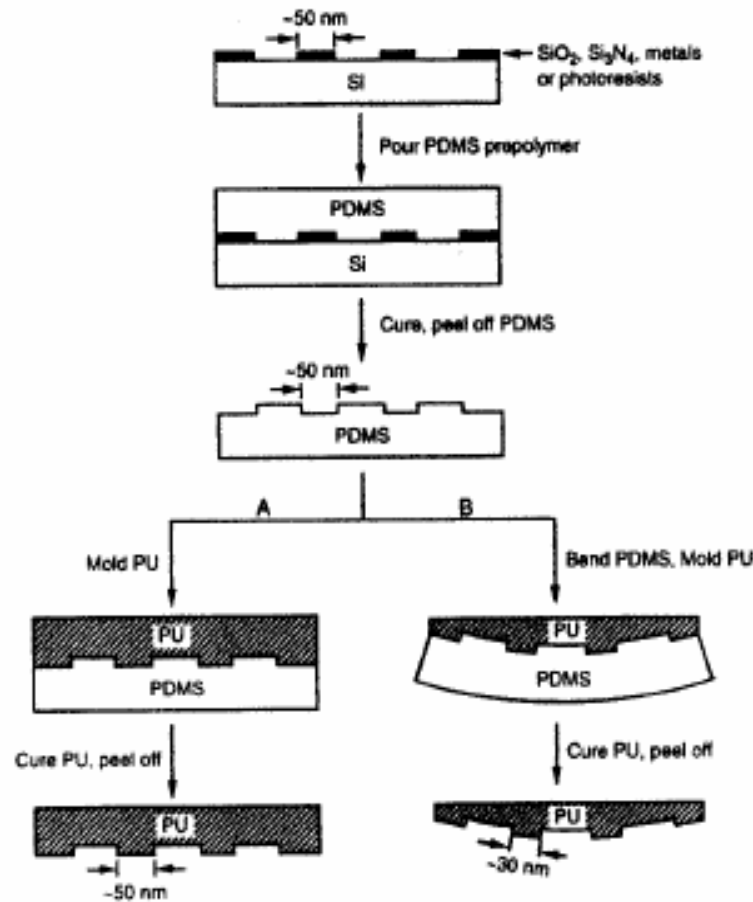 ~50 nm
SiO₂, Si₃N₄, metals
or photoresists
Si
Pour PDMS prepolymer
PDMS
Si
Cure, peel off PDMS
~50 nm
PDMS
A B
Mold PU
Bend PDMS, Mold PU
PU
PDMS
PU
PDMS
Cure PU, peel off
Cure PU, peel off
PU
~50 nm
PU
~30 nm